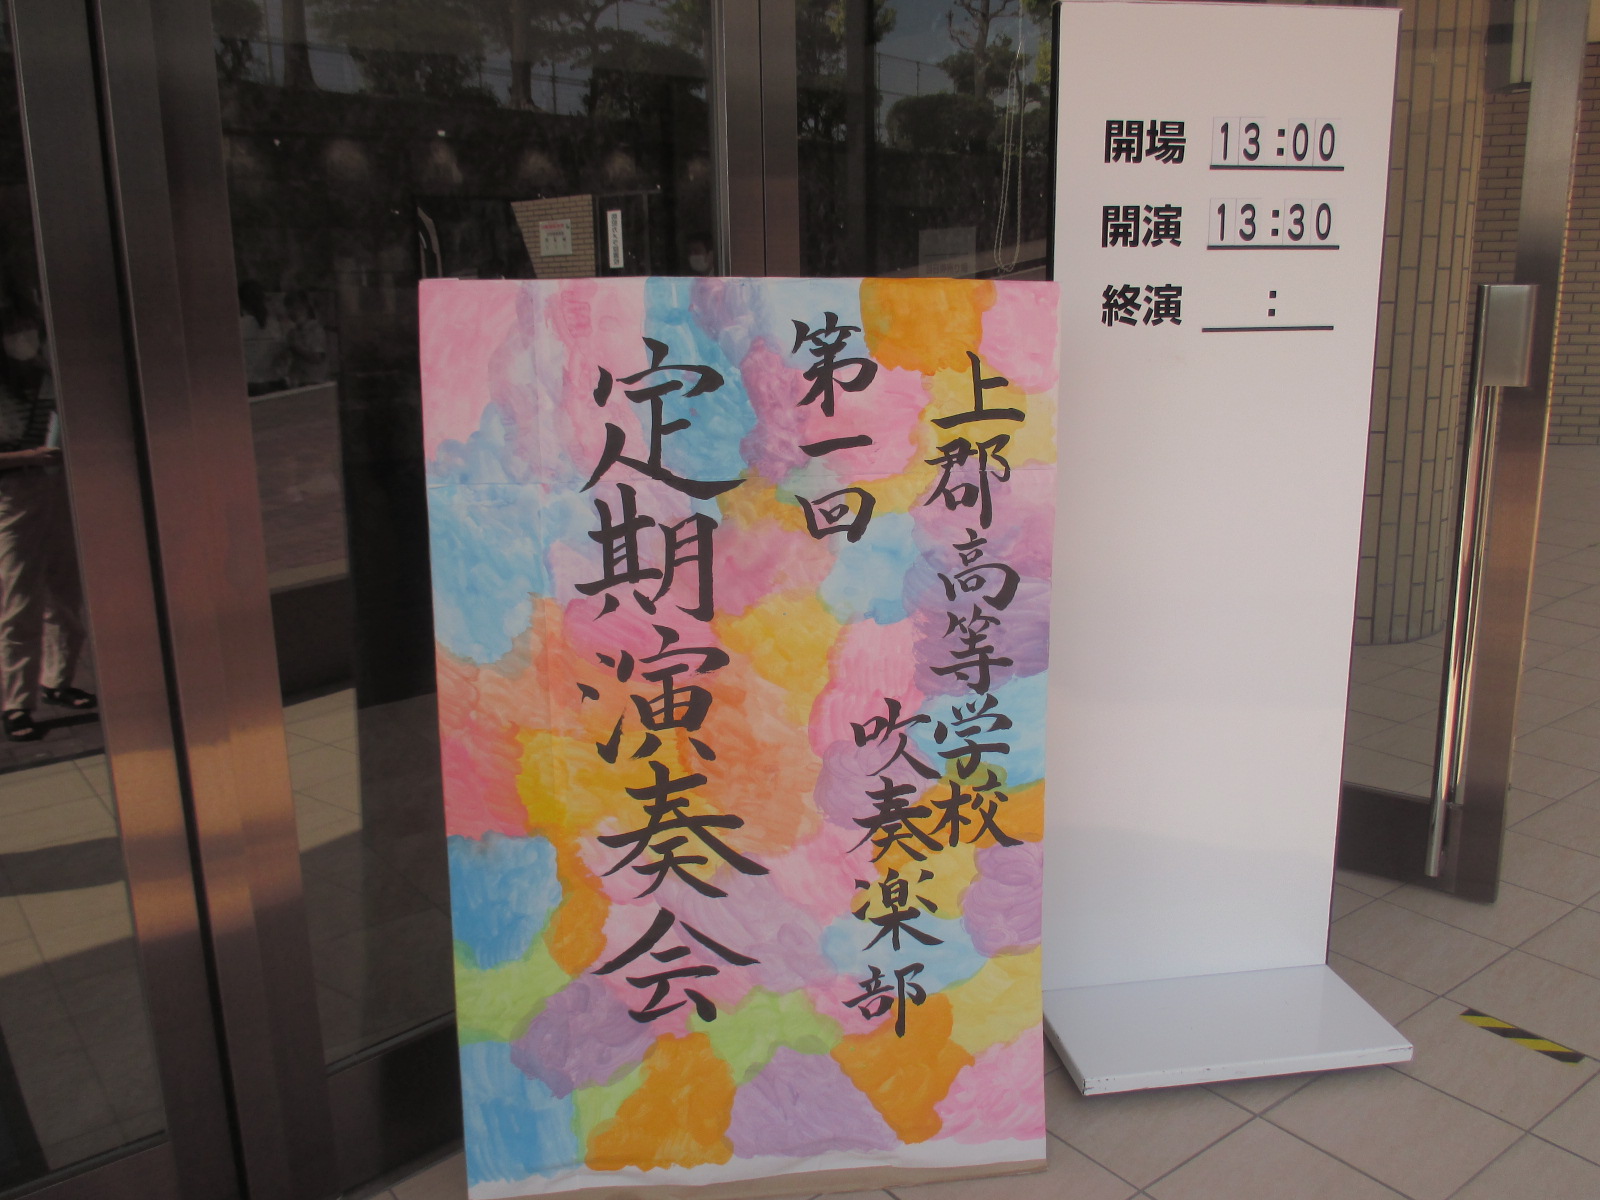 上郡高等学校
吹奏楽部
第一回
定期演奏会
開場 13:00
開演 13:30
終演 :